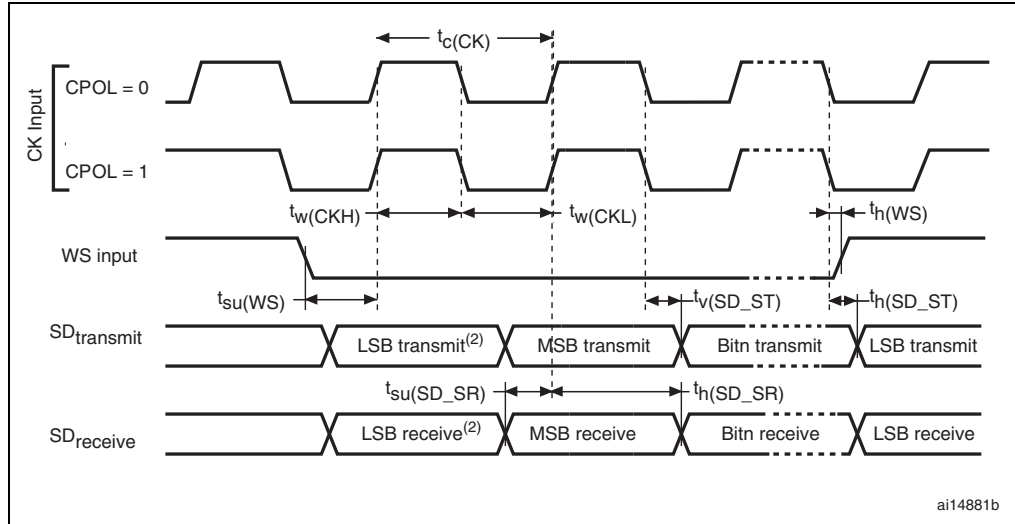 tc(CK)
CK Input
CPOL = 0
CPOL = 1
tw(CKH)
tw(CKL)
th(WS)
WS input
tsu(WS)
tv(SD_ST)
th(SD_ST)
SDtransmit
LSB transmit(2)
MSB transmit
Bitn transmit
LSB transmit
tsu(SD_SR)
th(SD_SR)
SDreceive
LSB receive(2)
MSB receive
Bitn receive
LSB receive
ai14881b